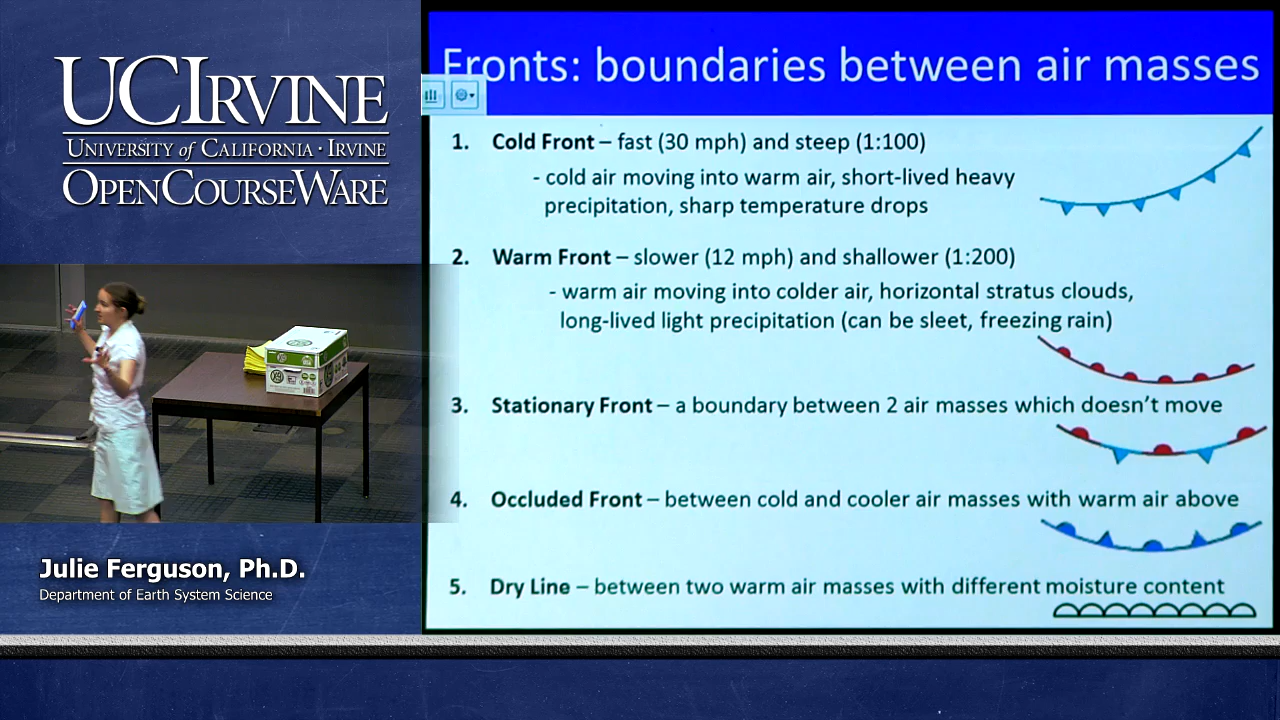 UCIRVINE
UNIVERSITY of CALIFORNIA · IRVINE
OPENCOURSEWARE
Julie Ferguson, Ph.D.
Department of Earth System Science
Fronts: boundaries between air masses
1. Cold Front – fast (30 mph) and steep (1:100)
- cold air moving into warm air, short-lived heavy
precipitation, sharp temperature drops
2. Warm Front – slower (12 mph) and shallower (1:200)
- warm air moving into colder air, horizontal stratus clouds,
long-lived light precipitation (can be sleet, freezing rain)
3. Stationary Front – a boundary between 2 air masses which doesn't move
4. Occluded Front – between cold and cooler air masses with warm air above
5. Dry Line – between two warm air masses with different moisture content